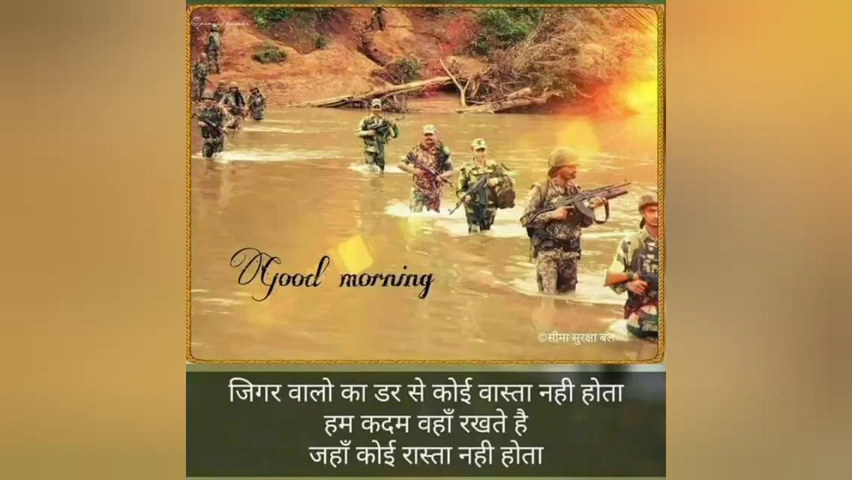 Good morning
©सीमा सुरक्षा बल
जिगर वालो का डर से कोई वास्ता नही होता
हम कदम वहाँ रखते है
जहाँ कोई रास्ता नही होता